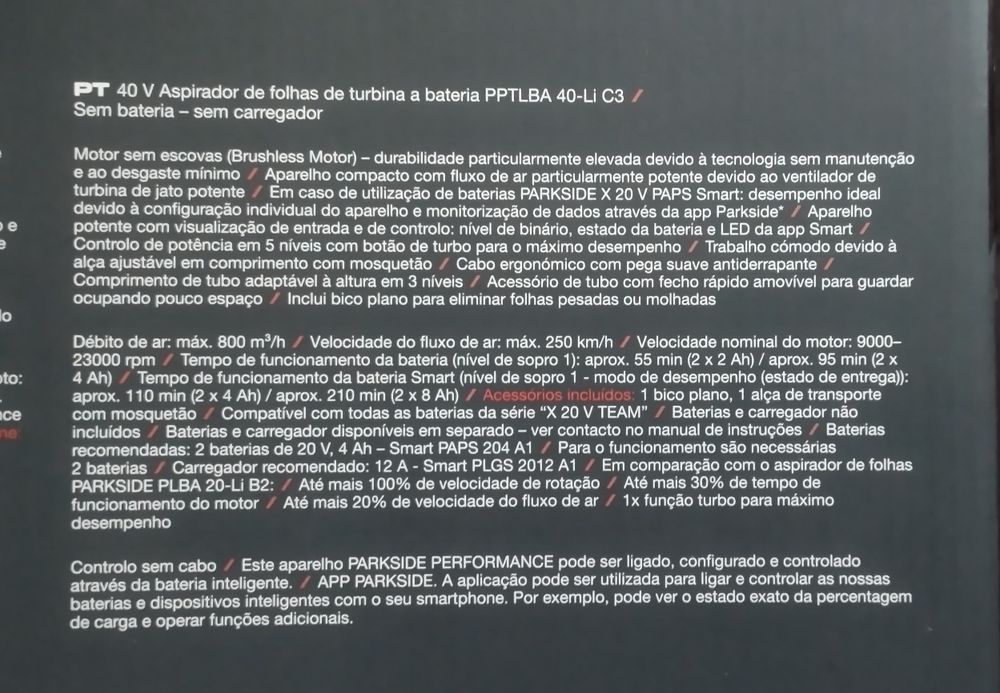 PT 40 V Aspirador de folhas de turbina a bateria PPTLBA 40-Li C3 /
Sem bateria – sem carregador
Motor sem escovas (Brushless Motor) – durabilidade particularmente elevada devido à tecnologia sem manutenção
e ao desgaste mínimo / Aparelho compacto com fluxo de ar particularmente potente devido ao ventilador de
turbina de jato potente / Em caso de utilização de baterias PARKSIDE X 20 V PAPS Smart: desempenho ideal
devido à configuração individual do aparelho e monitorização de dados através da app Parkside* / Aparelho
potente com visualização de entrada e de controlo: nível de binário, estado da bateria e LED da app Smart /
Controlo de potência em 5 níveis com botão de turbo para o máximo desempenho / Trabalho cómodo devido à
alça ajustável em comprimento com mosquetão / Cabo ergonómico com pega suave antiderrapante /
Comprimento de tubo adaptável à altura em 3 níveis / Acessório de tubo com fecho rápido amovível para guardar
ocupando pouco espaço / Inclui bico plano para eliminar folhas pesadas ou molhadas
Débito de ar: máx. 800 m³/h / Velocidade do fluxo de ar: máx. 250 km/h / Velocidade nominal do motor: 9000–
23000 rpm / Tempo de funcionamento da bateria (nível de sopro 1): aprox. 55 min (2 x 2 Ah) / aprox. 95 min (2 x
4 Ah) / Tempo de funcionamento da bateria Smart (nível de sopro 1 - modo de desempenho (estado de entrega)):
aprox. 110 min (2 x 4 Ah) / aprox. 210 min (2 x 8 Ah) / Acessórios incluídos: 1 bico plano, 1 alça de transporte
com mosquetão / Compatível com todas as baterias da série “X 20 V TEAM” / Baterias e carregador não
incluídos / Baterias e carregador disponíveis em separado – ver contacto no manual de instruções / Baterias
recomendadas: 2 baterias de 20 V, 4 Ah – Smart PAPS 204 A1 / Para o funcionamento são necessárias
2 baterias / Carregador recomendado: 12 A - Smart PLGS 2012 A1 / Em comparação com o aspirador de folhas
PARKSIDE PLBA 20-Li B2: / Até mais 100% de velocidade de rotação / Até mais 30% de tempo de
funcionamento do motor / Até mais 20% de velocidade do fluxo de ar / 1x função turbo para máximo
desempenho
Controlo sem cabo / Este aparelho PARKSIDE PERFORMANCE pode ser ligado, configurado e controlado
através da bateria inteligente. / APP PARKSIDE. A aplicação pode ser utilizada para ligar e controlar as nossas
baterias e dispositivos inteligentes com o seu smartphone. Por exemplo, pode ver o estado exato da percentagem
de carga e operar funções adicionais.